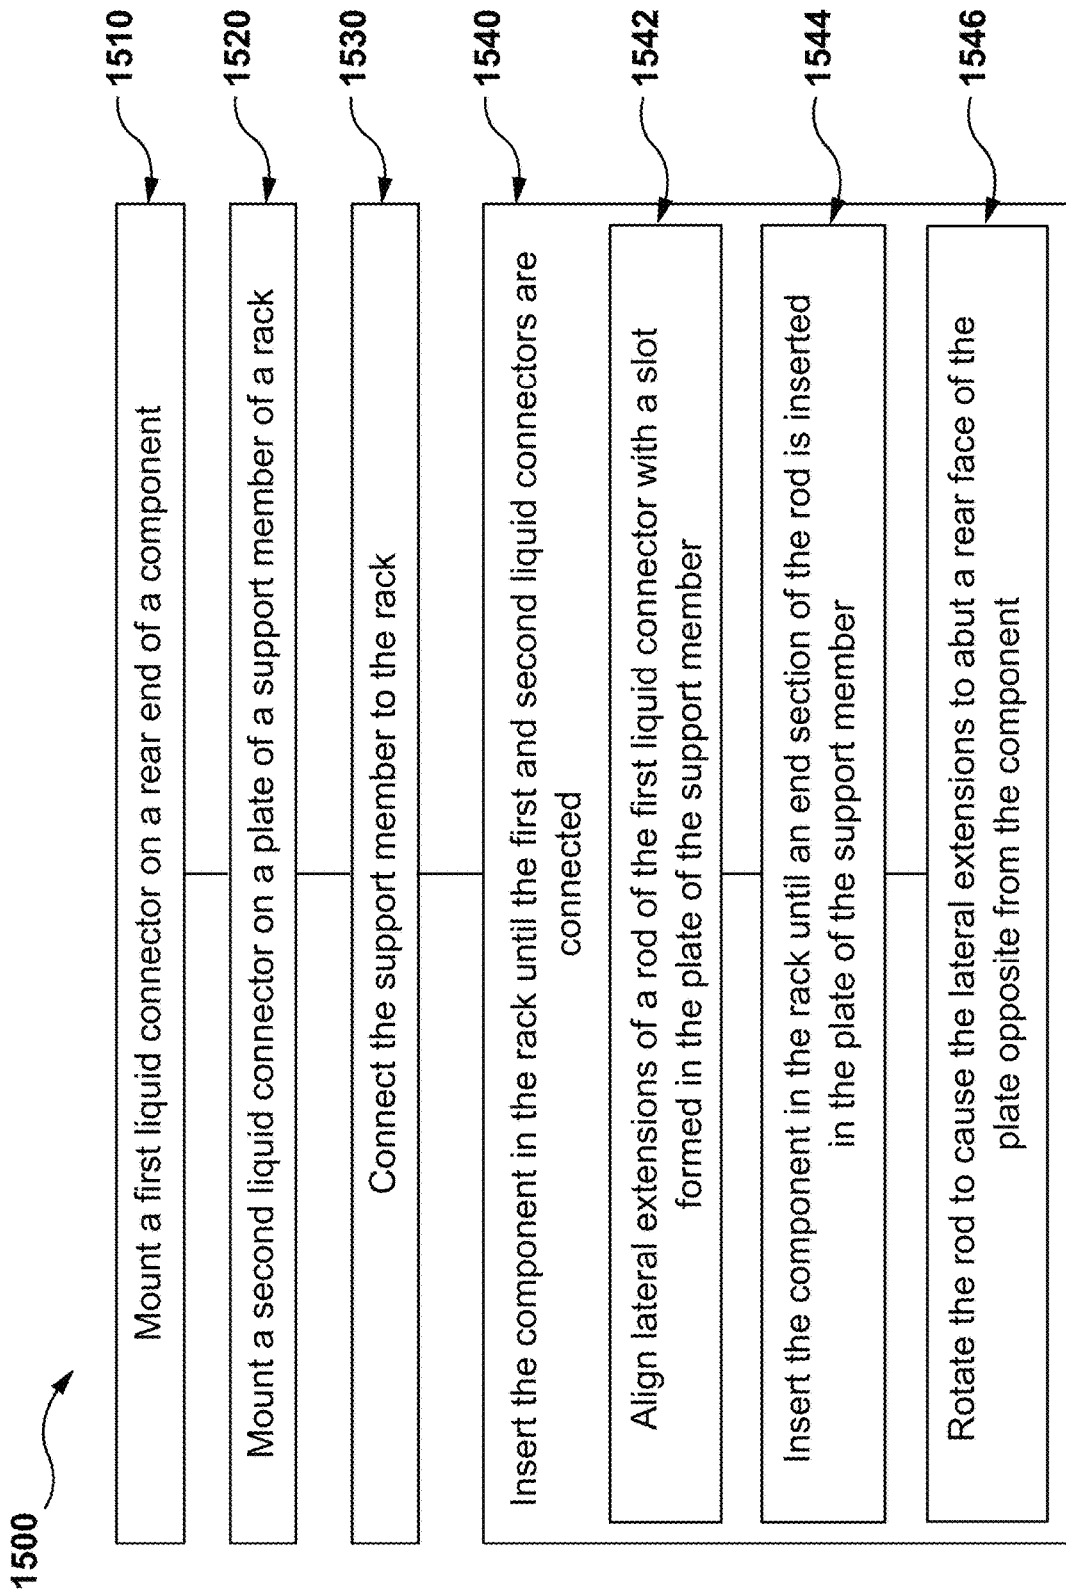 1500
Mount a first liquid connector on a rear end of a component
1510
Mount a second liquid connector on a plate of a support member of a rack
1520
Connect the support member to the rack
1530
Insert the component in the rack until the first and second liquid connectors are
connected
1540
Align lateral extensions of a rod of the first liquid connector with a slot
formed in the plate of the support member
1542
Insert the component in the rack until an end section of the rod is inserted
in the plate of the support member
1544
Rotate the rod to cause the lateral extensions to abut a rear face of the
plate opposite from the component
1546